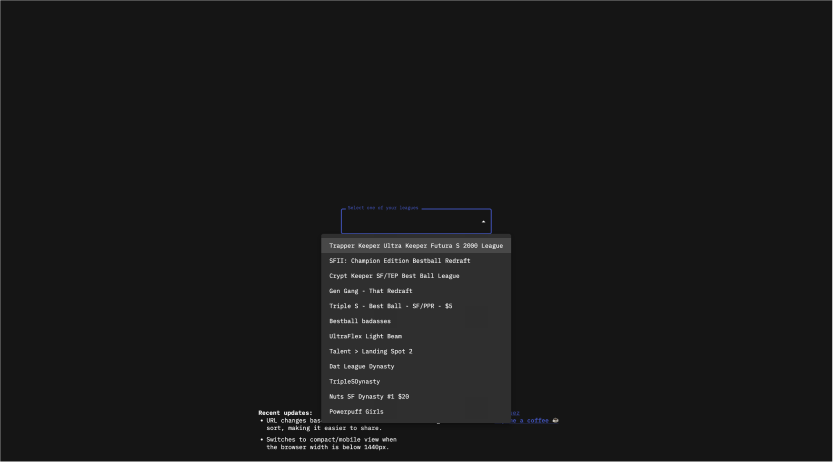 Select one of your leagues
Trapper Keeper Ultra Keeper Futura S 2000 League
SFII: Champion Edition Bestball Redraft
Crypt Keeper SF/TEP Best Ball League
Gen Gang - That Redraft
Triple S - Best Ball - SF/PPR - $5
Bestball badasses
UltraFlex Light Beam
Talent > Landing Spot 2
Dat League Dynasty
TripleSDynasty
Nuts SF Dynasty #1 $20
Powerpuff Girls
Recent updates:
• URL changes bas
sort, making it easier to share.
• Switches to compact/mobile view when
the browser width is below 1440px.
a coffee ☕